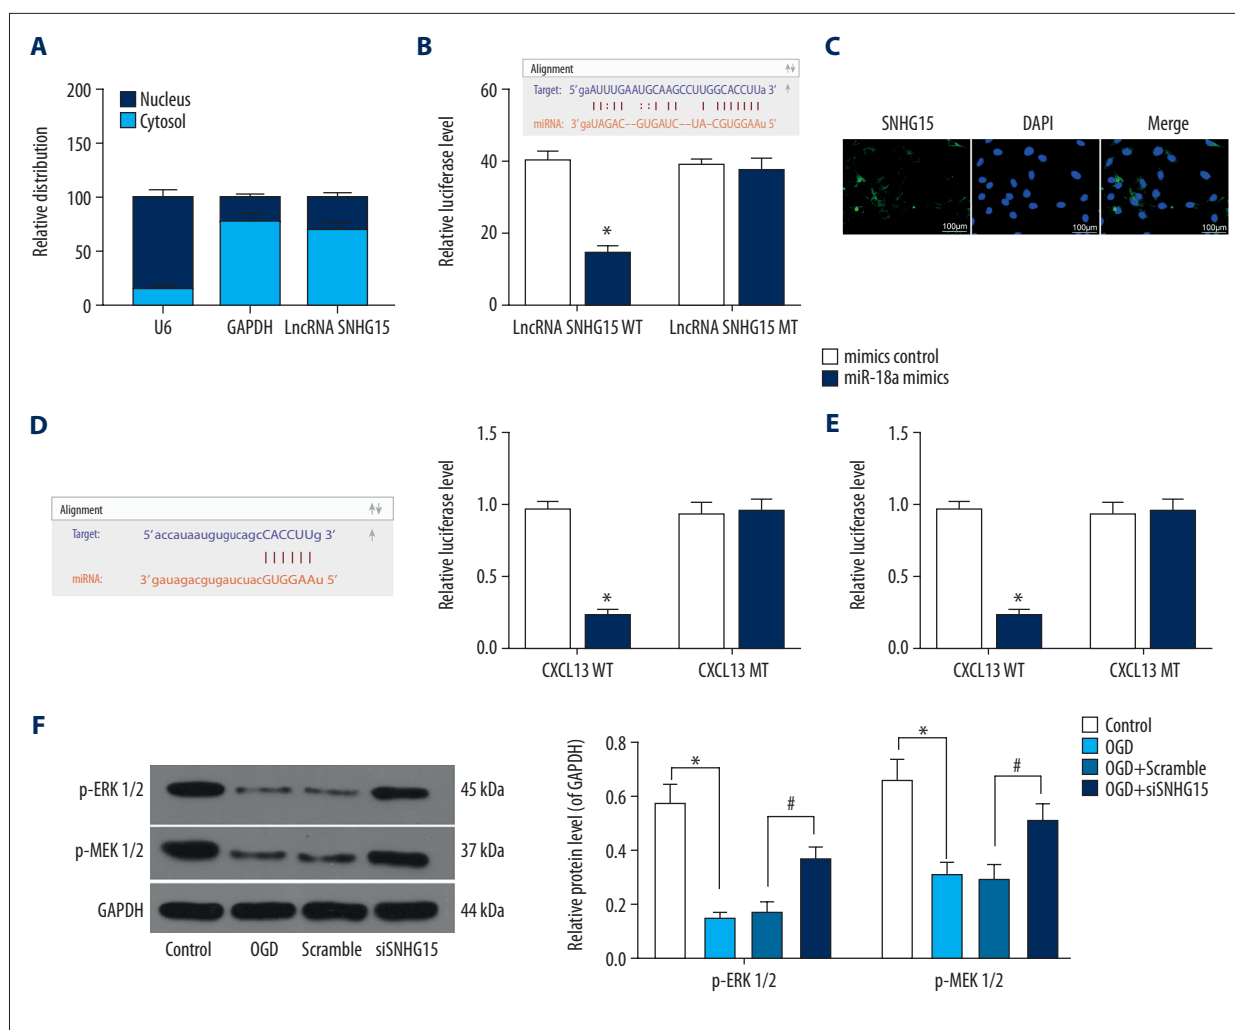 A
200
150
100
50
0
Relative distribution
Nucleus
Cytosol
U6 GAPDH LncRNA SNHG15
B
Alignment
Target: 5' gaAUUUGAAUGCAAGCCUUGGCACCUUa 3'
miRNA: 3' gaUAGAC--GUGAUC--UA-CGUGGAAu 5'
60
40
20
0
Relative luciferase level
*
LncRNA SNHG15 WT LncRNA SNHG15 MT
C
SNHG15 DAPI Merge
100μm 100μm 100μm
mimics control
miR-18a mimics
D
Alignment
Target: 5' accauaaugugucagcCACCUUg 3'
miRNA: 3' gauagacgugaucuacGUGGAAu 5'
1.5
1.0
0.5
0.0
Relative luciferase level
*
CXCL13 WT CXCL13 MT
E
1.5
1.0
0.5
0.0
Relative luciferase level
*
CXCL13 WT CXCL13 MT
F
p-ERK 1/2 45 kDa
p-MEK 1/2 37 kDa
GAPDH 44 kDa
Control OGD Scramble siSNHG15
0.8
0.6
0.4
0.2
0.0
Relative protein level (of GAPDH)
* # * #
p-ERK 1/2 p-MEK 1/2
Control
OGD
OGD+Scramble
OGD+siSNHG15